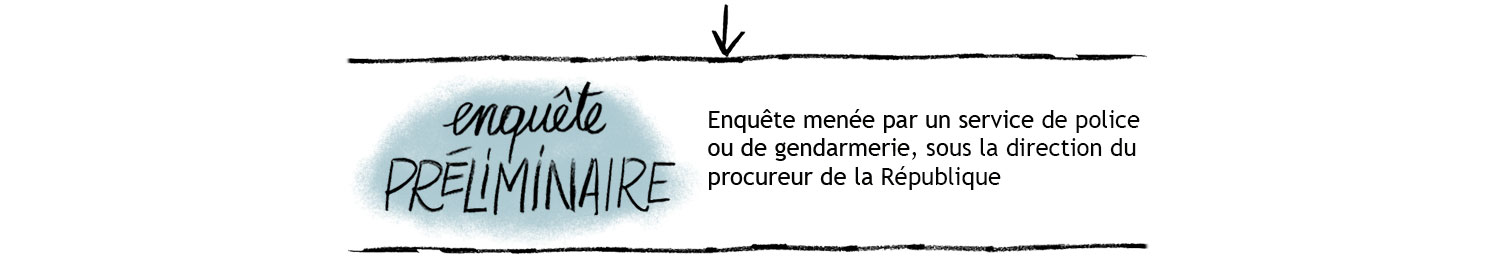 enquête
PRÉLIMINAIRE
Enquête menée par un service de police
ou de gendarmerie, sous la direction du
procureur de la République